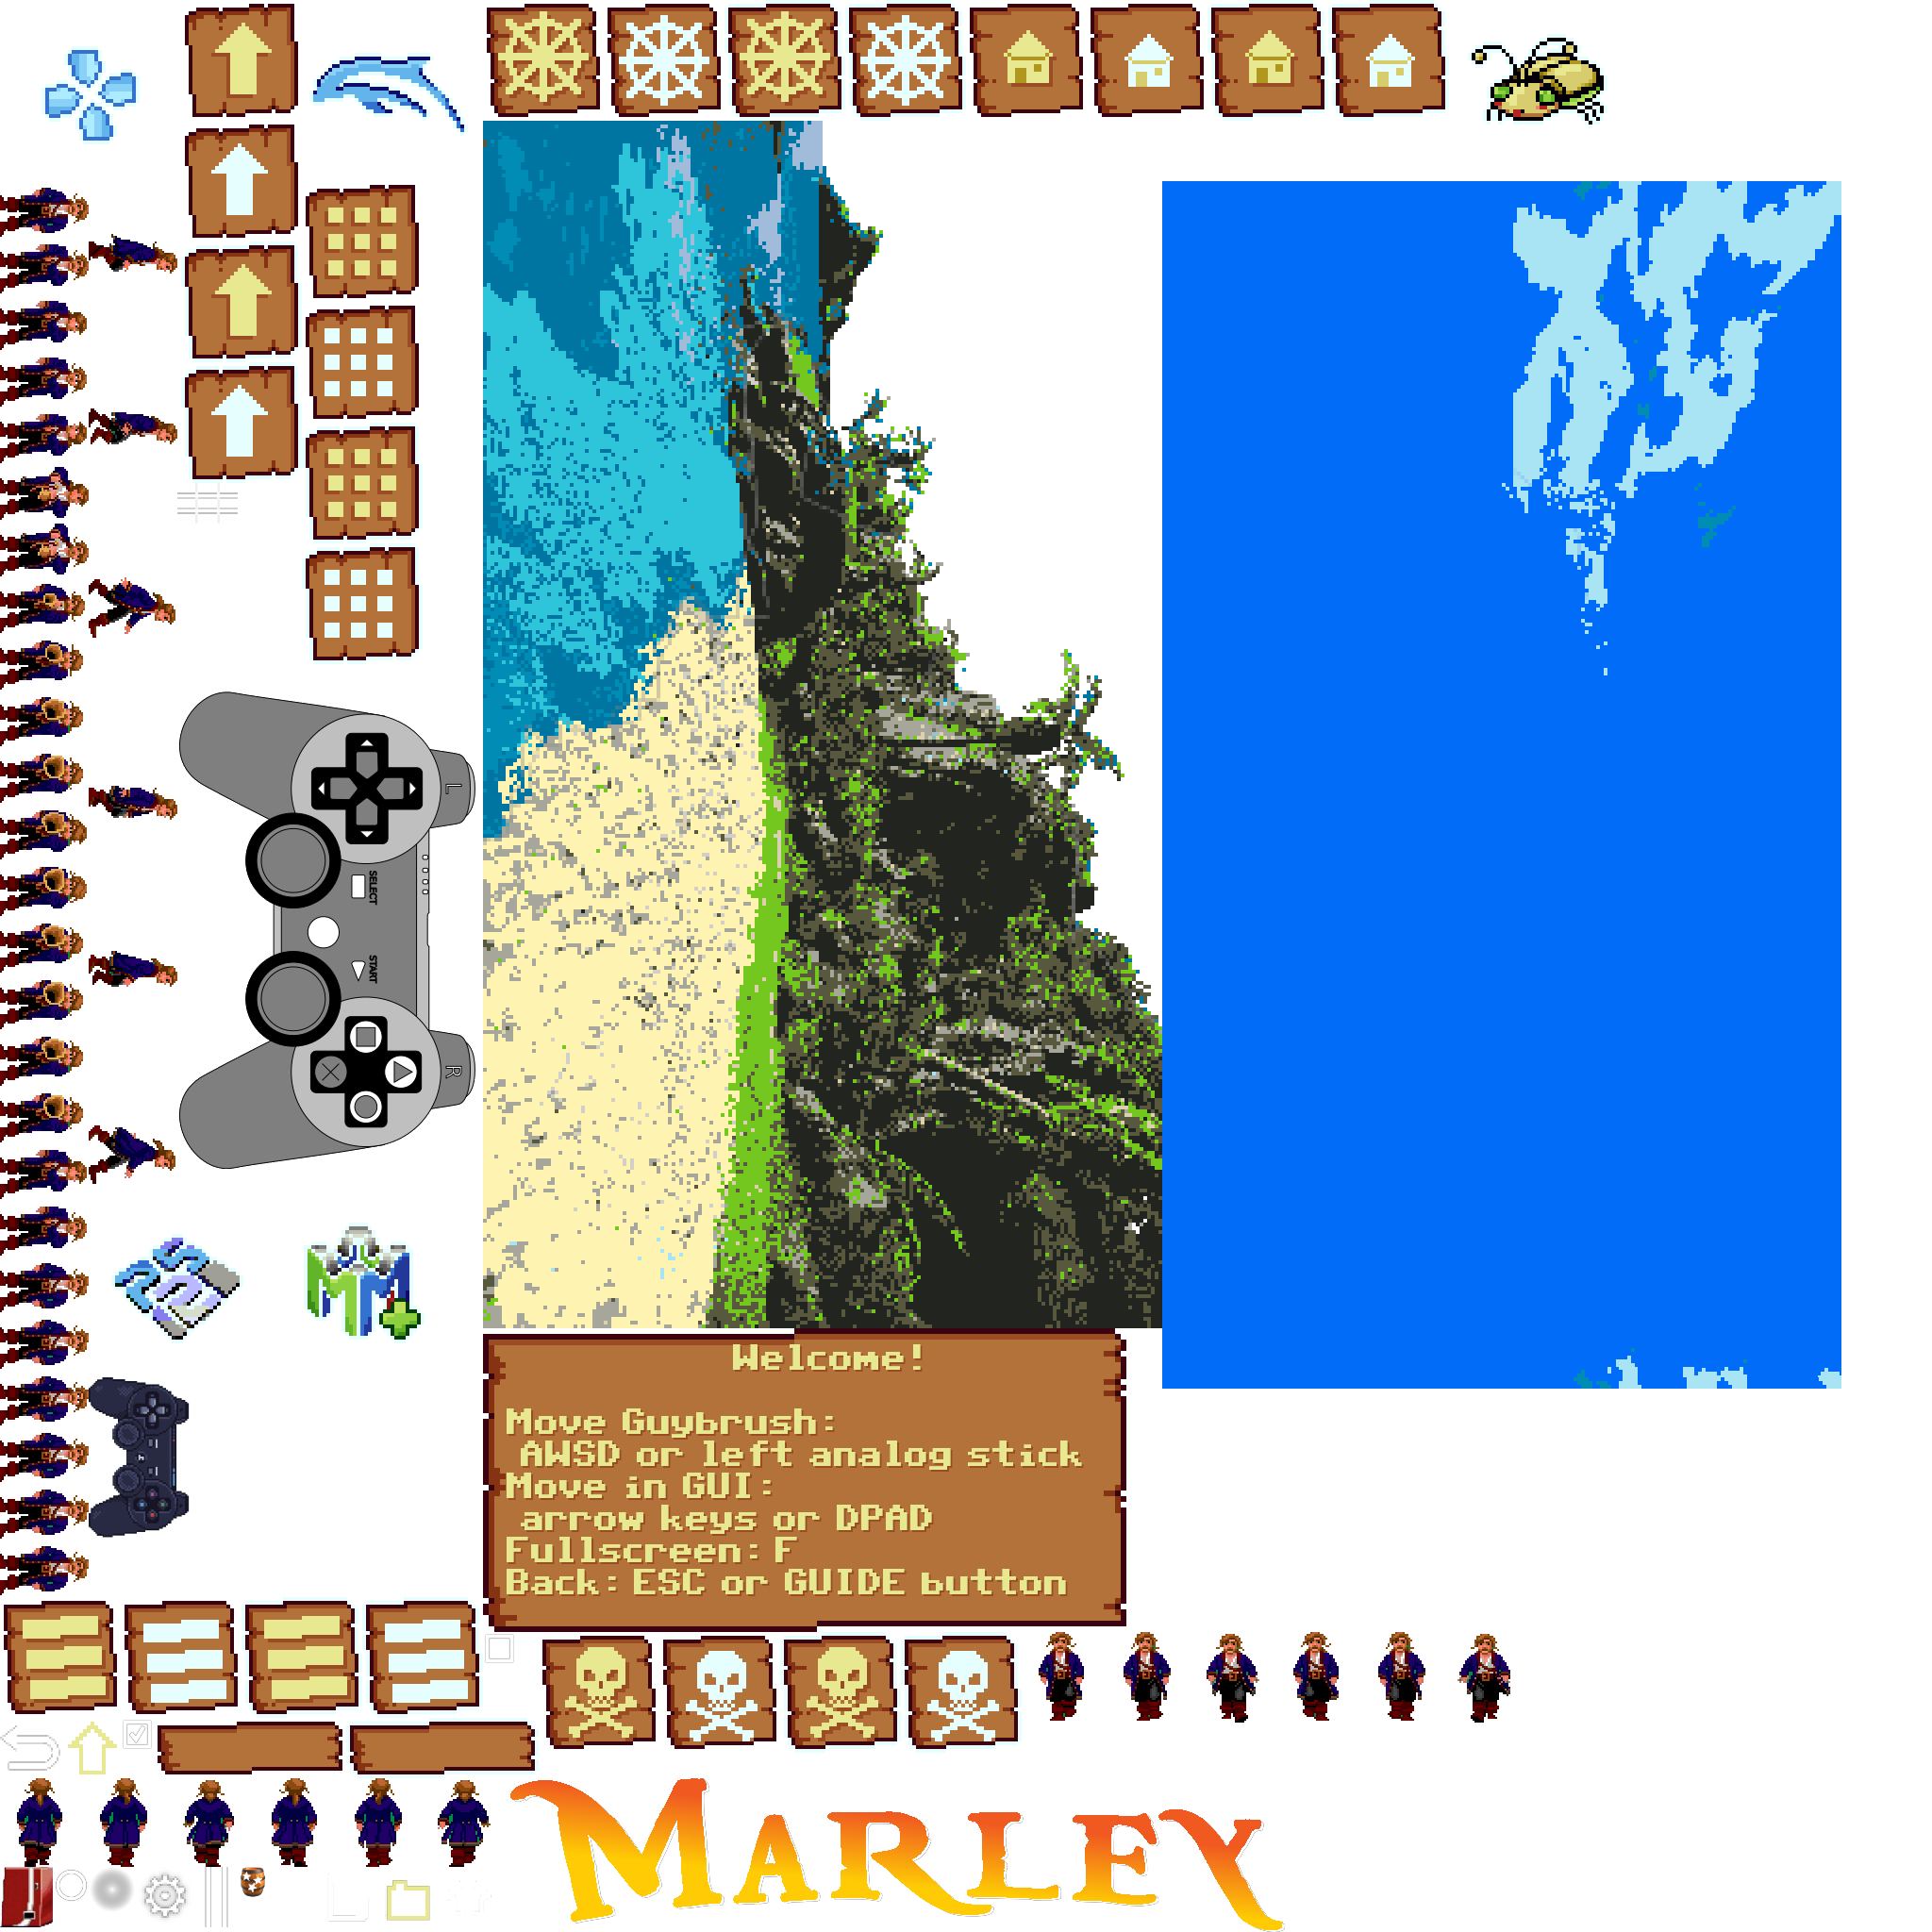 L
SELECT
START
R
Welcome!
Move Guybrush:
AWSD or left analog stick
Move in GUI:
arrow keys or DPAD
Fullscreen: F
Back: ESC or GUIDE button
MARLEY